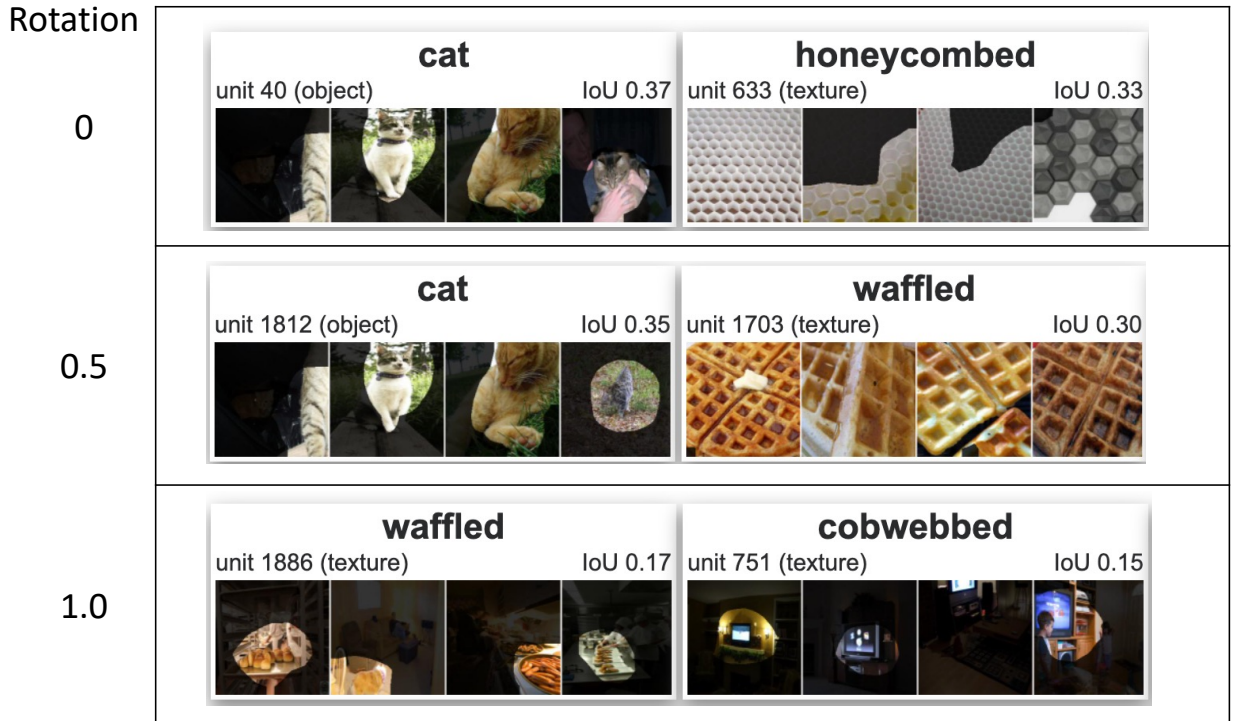 Rotation
0
cat
unit 40 (object) IoU 0.37
honeycombed
unit 633 (texture) IoU 0.33
0.5
cat
unit 1812 (object) IoU 0.35
waffled
unit 1703 (texture) IoU 0.30
1.0
waffled
unit 1886 (texture) IoU 0.17
cobwebbed
unit 751 (texture) IoU 0.15